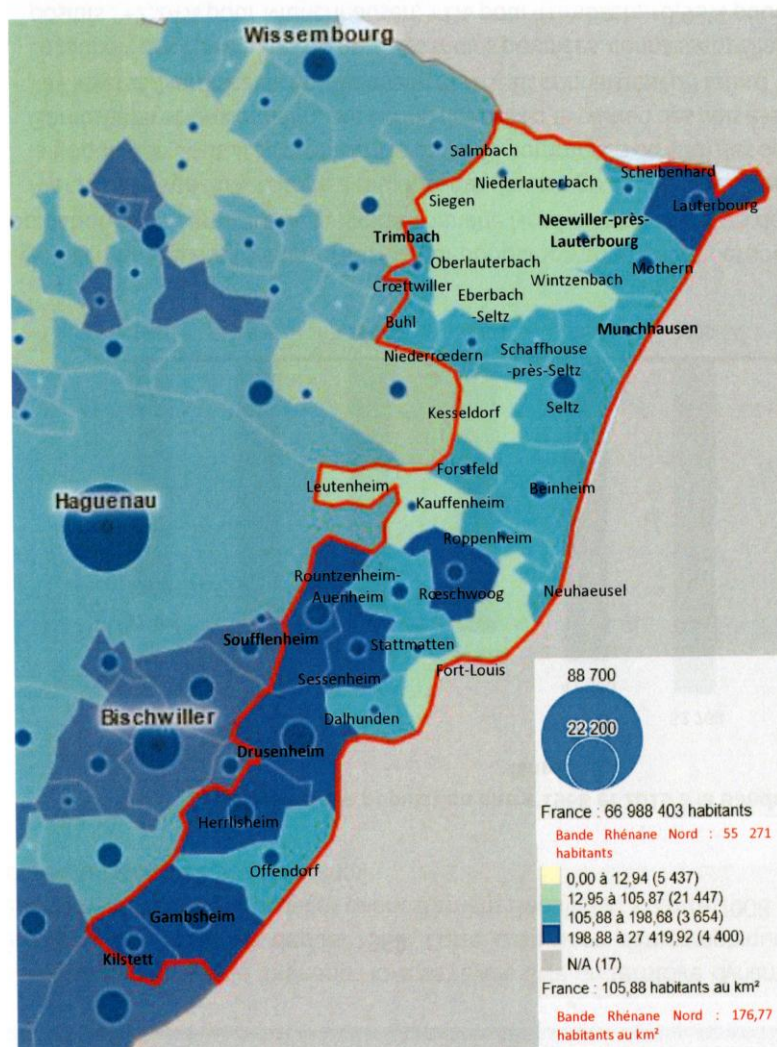 Wissembourg
Salmbach
Scheibenhard
Niederlauterbach
Siegen
Lauterbourg
Trimbach
Neewiller-près-
Lauterbourg
Oberlauterbach
Mothern
Crœttwiller
Wintzenbach
Eberbach
-Seltz
Buhl
Munchhausen
Niederrœdern
Schaffhouse
-près-Seltz
Kesseldorf
Seltz
Forstfeld
Leutenheim
Beinheim
Haguenau
Kauffenheim
Roppenheim
Rountzenheim-
Auenheim
Rœschwoog
Neuhaeusel
Soufflenheim
Stattmatten
Sessenheim
Fort-Louis
Bischwiller
Dalhunden
Drusenheim
Herrlisheim
Offendorf
Gambsheim
Kilstett
88 700
22 200
France : 66 988 403 habitants
Bande Rhénane Nord : 55 271
habitants
0,00 à 12,94 (5 437)
12,95 à 105,87 (21 447)
105,88 à 198,68 (3 654)
198,88 à 27 419,92 (4 400)
N/A (17)
France : 105,88 habitants au km²
Bande Rhénane Nord : 176,77
habitants au km²